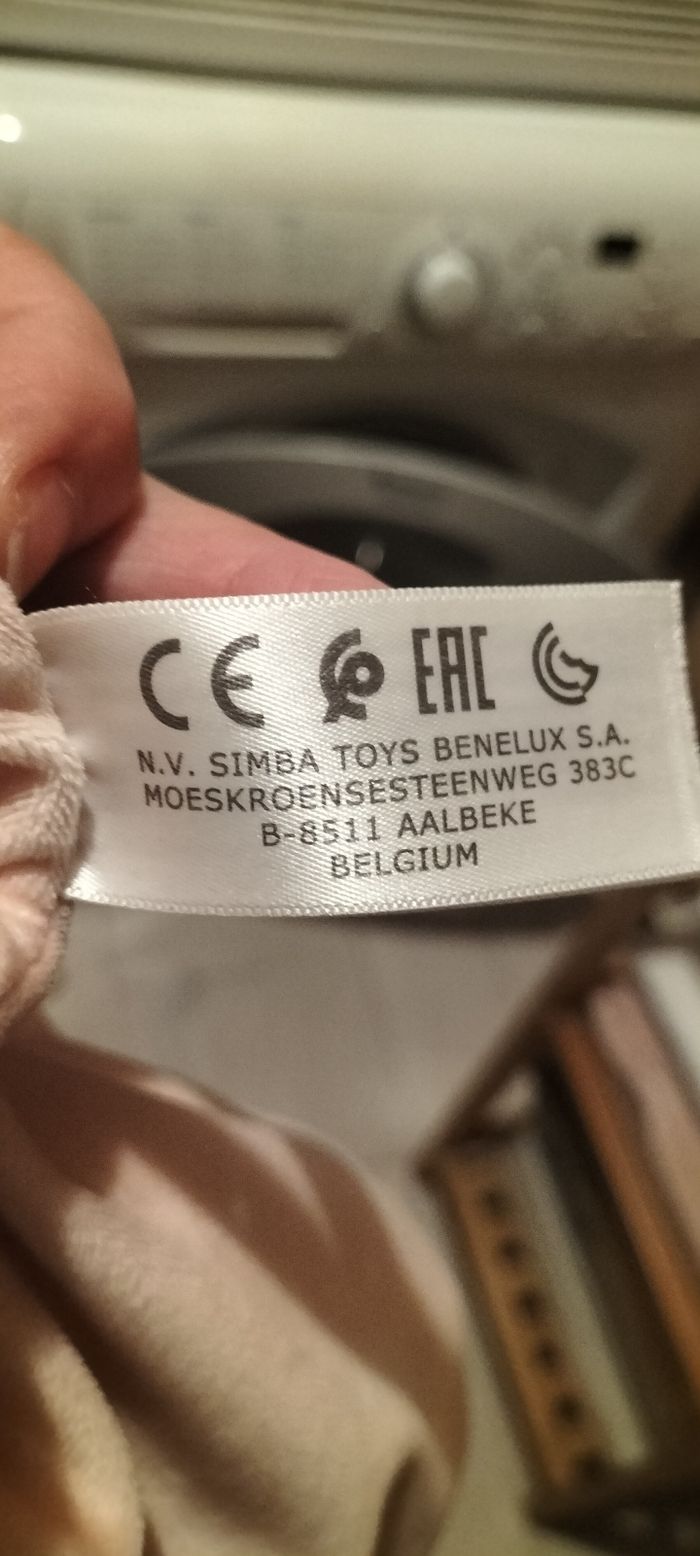 CE EAC
N.V. SIMBA TOYS BENELUX S.A.
MOESKROENSESTEENWEG 383C
B-8511 AALBEKE
BELGIUM